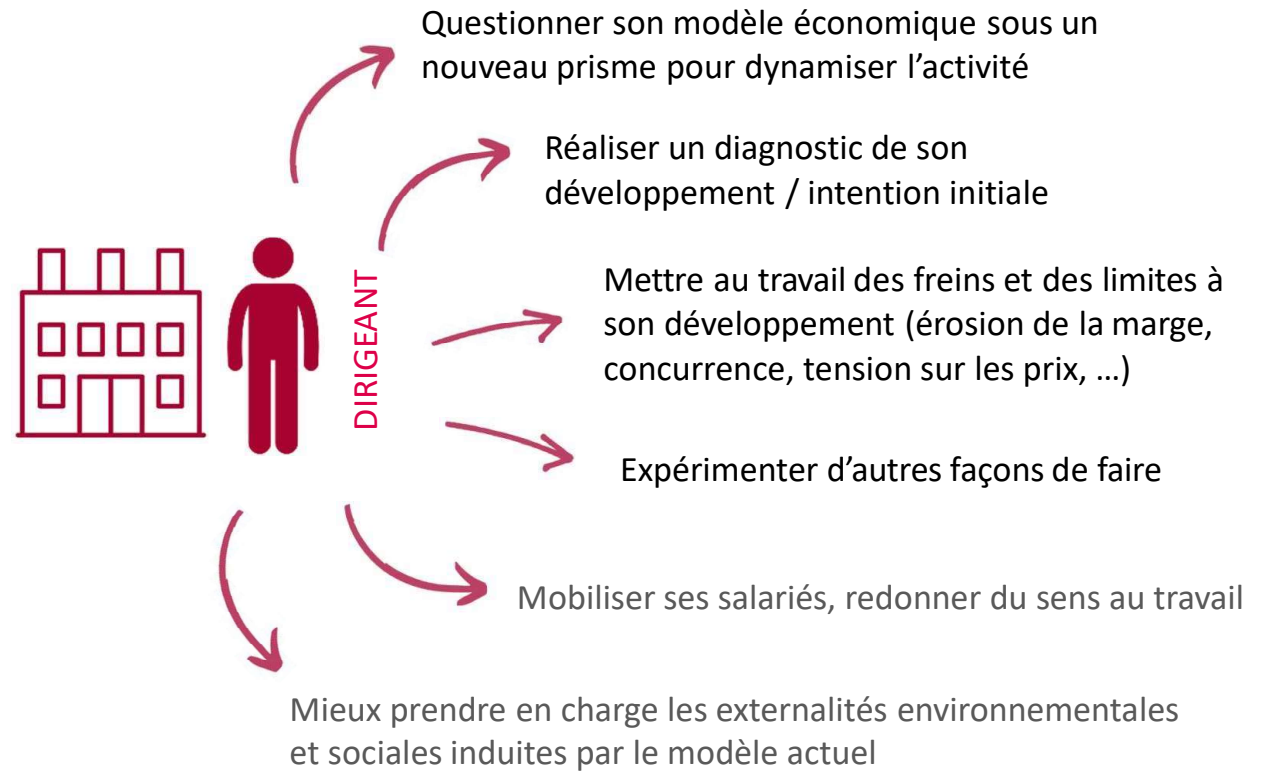 Questionner son modèle économique sous un
nouveau prisme pour dynamiser l’activité
Réaliser un diagnostic de son
développement / intention initiale
DIRIGEANT
Mettre au travail des freins et des limites à
son développement (érosion de la marge,
concurrence, tension sur les prix, …)
Expérimenter d’autres façons de faire
Mobiliser ses salariés, redonner du sens au travail
Mieux prendre en charge les externalités environnementales
et sociales induites par le modèle actuel